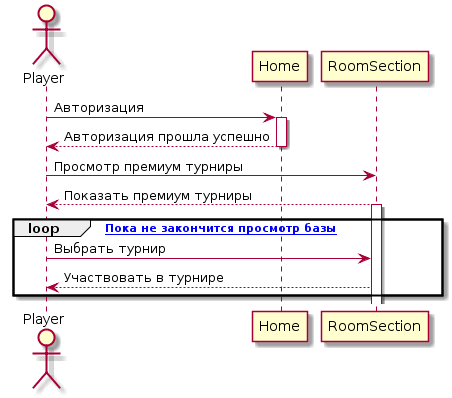 Player
Home
RoomSection
Авторизация
Авторизация прошла успешно
Просмотр премиум турниры
Показать премиум турниры
loop
Пока не закончится просмотр базы
Выбрать турнир
Участвовать в турнире
Player
Home
RoomSection